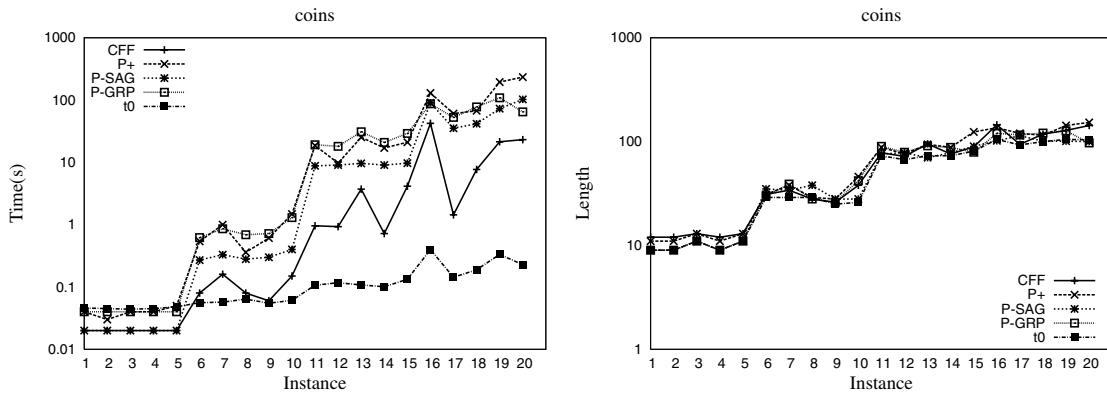 coins
Time(s)
1000
100
10
1
0.1
0.01
CFF
P+
P-SAG
P-GRP
t0
1 2 3 4 5 6 7 8 9 10 11 12 13 14 15 16 17 18 19 20
Instance
coins
Length
1000
100
10
1
CFF
P+
P-SAG
P-GRP
t0
1 2 3 4 5 6 7 8 9 10 11 12 13 14 15 16 17 18 19 20
Instance